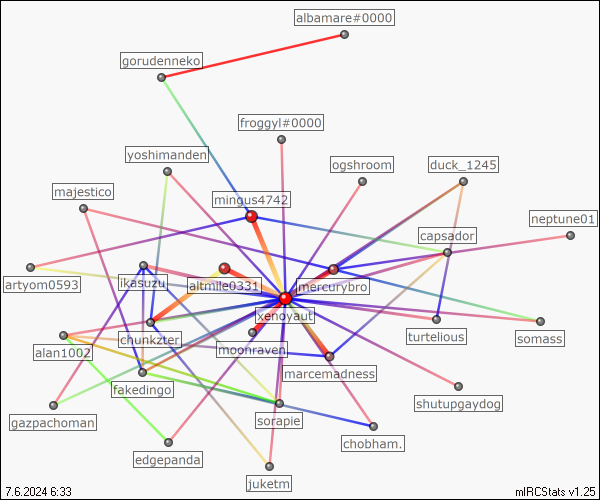 albamare#0000
gorudenneko
froggyl#0000
yoshimanden
ogshroom
duck_1245
majestico
mingus4742
neptune01
capsador
artyom0593
ikasuzu
altmile0331
mercurybro
xenoyaut
chunkzter
turtelious
somass
alan1002
moonraven
marcemadness
fakedingo
shutupgaydog
gazpachoman
sorapie
chobham.
edgepanda
juketm
7.6.2024 6:33
mIRCStats v1.25